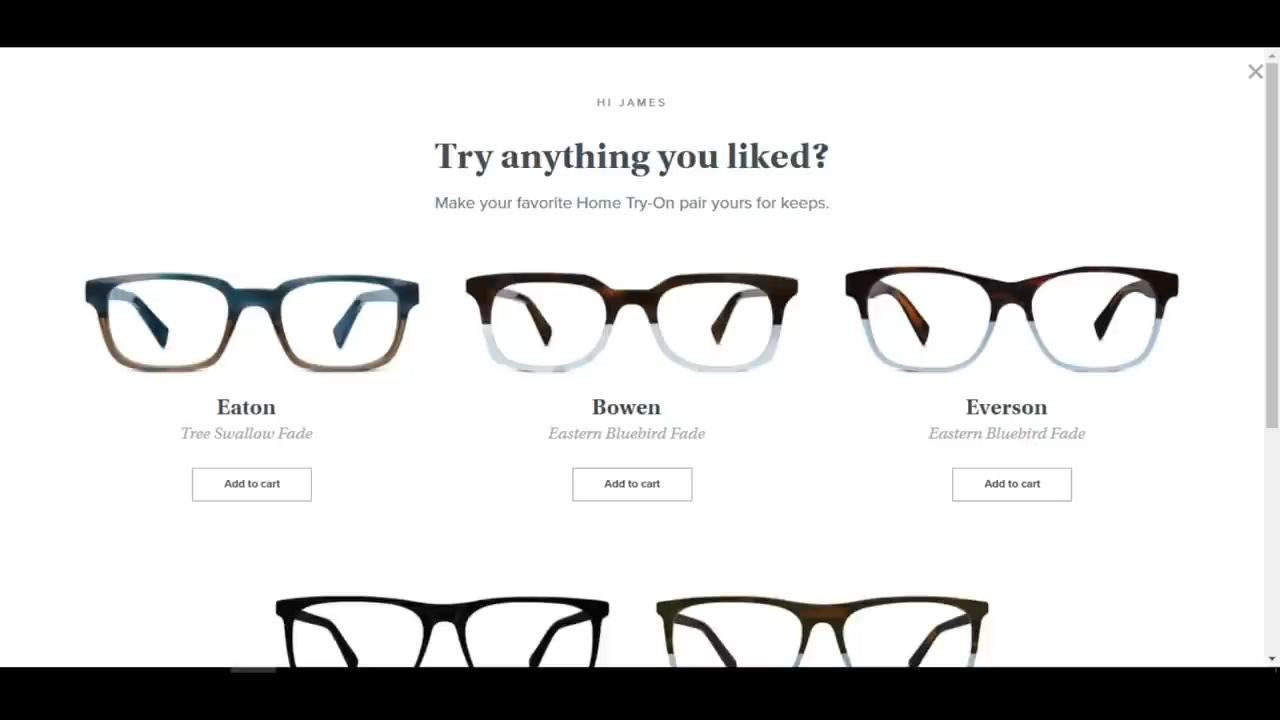 HI JAMES
Try anything you liked?
Make your favorite Home Try-On pair yours for keeps.
Eaton
Bowen
Everson
Tree Swallow Fade
Eastern Bluebird Fade
Eastern Bluebird Fade
Add to cart
Add to cart
Add to cart